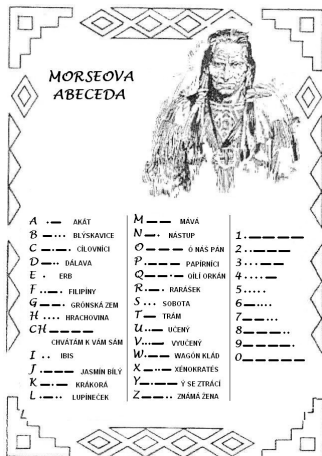 MORSEOVA
ABECEDA
A .— AKÁT
B —... BLÝSKAVICE
C —.—. CÍLOVNÍCI
D —.. DÁLAVA
E . ERB
F ..—. FILIPÍNY
G ——. GRÓNSKÁ ZEM
H .... HRACHOVINA
CH ————
CHVÁTÁM K VÁM SÁM
I .. IBIS
J .——— JASMÍN BÍLÝ
K —.— KRÁKORÁ
L .—.. LUPÍNEČEK
M —— MÁVÁ
N —. NÁSTUP
O ——— Ó NÁŠ PÁN
P .——. PAPÍRNÍCI
Q ——.— QÍLÍ ORKÁN
R .—. RARÁŠEK
S ... SOBOTA
T — TRÁM
U ..— UČENÝ
V ...— VYUČENÝ
W .—— WAGÓN KLÁD
X —..— XÉNOKRATÉS
Y —.—— Ý SE ZTRÁCÍ
Z ——.. ZNÁMÁ ŽENA
1 .————
2 ..———
3 ...——
4 ....—
5 .....
6 —....
7 ——...
8 ———..
9 ————.
0 —————